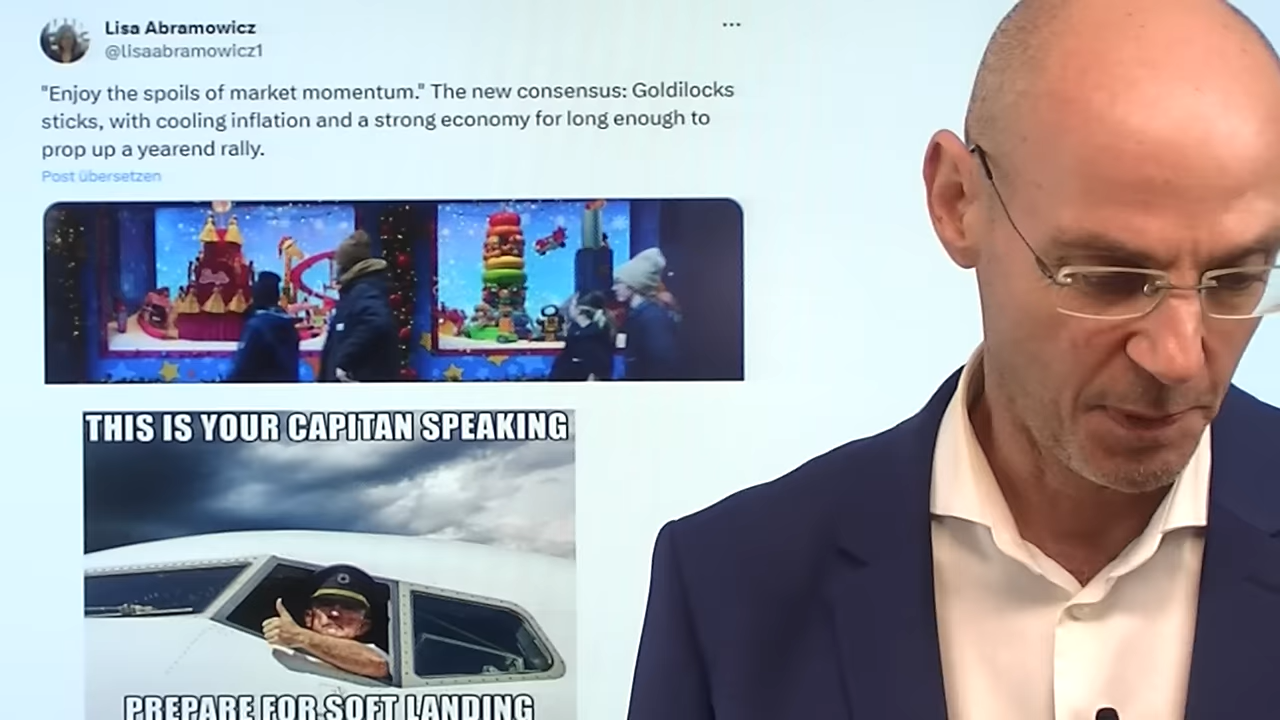 Lisa Abramowicz
@lisaabramowicz1
"Enjoy the spoils of market momentum." The new consensus: Goldilocks
sticks, with cooling inflation and a strong economy for long enough to
prop up a yearend rally.
Post übersetzen
THIS IS YOUR CAPITAN SPEAKING
PREPARE FOR SOFT LANDING